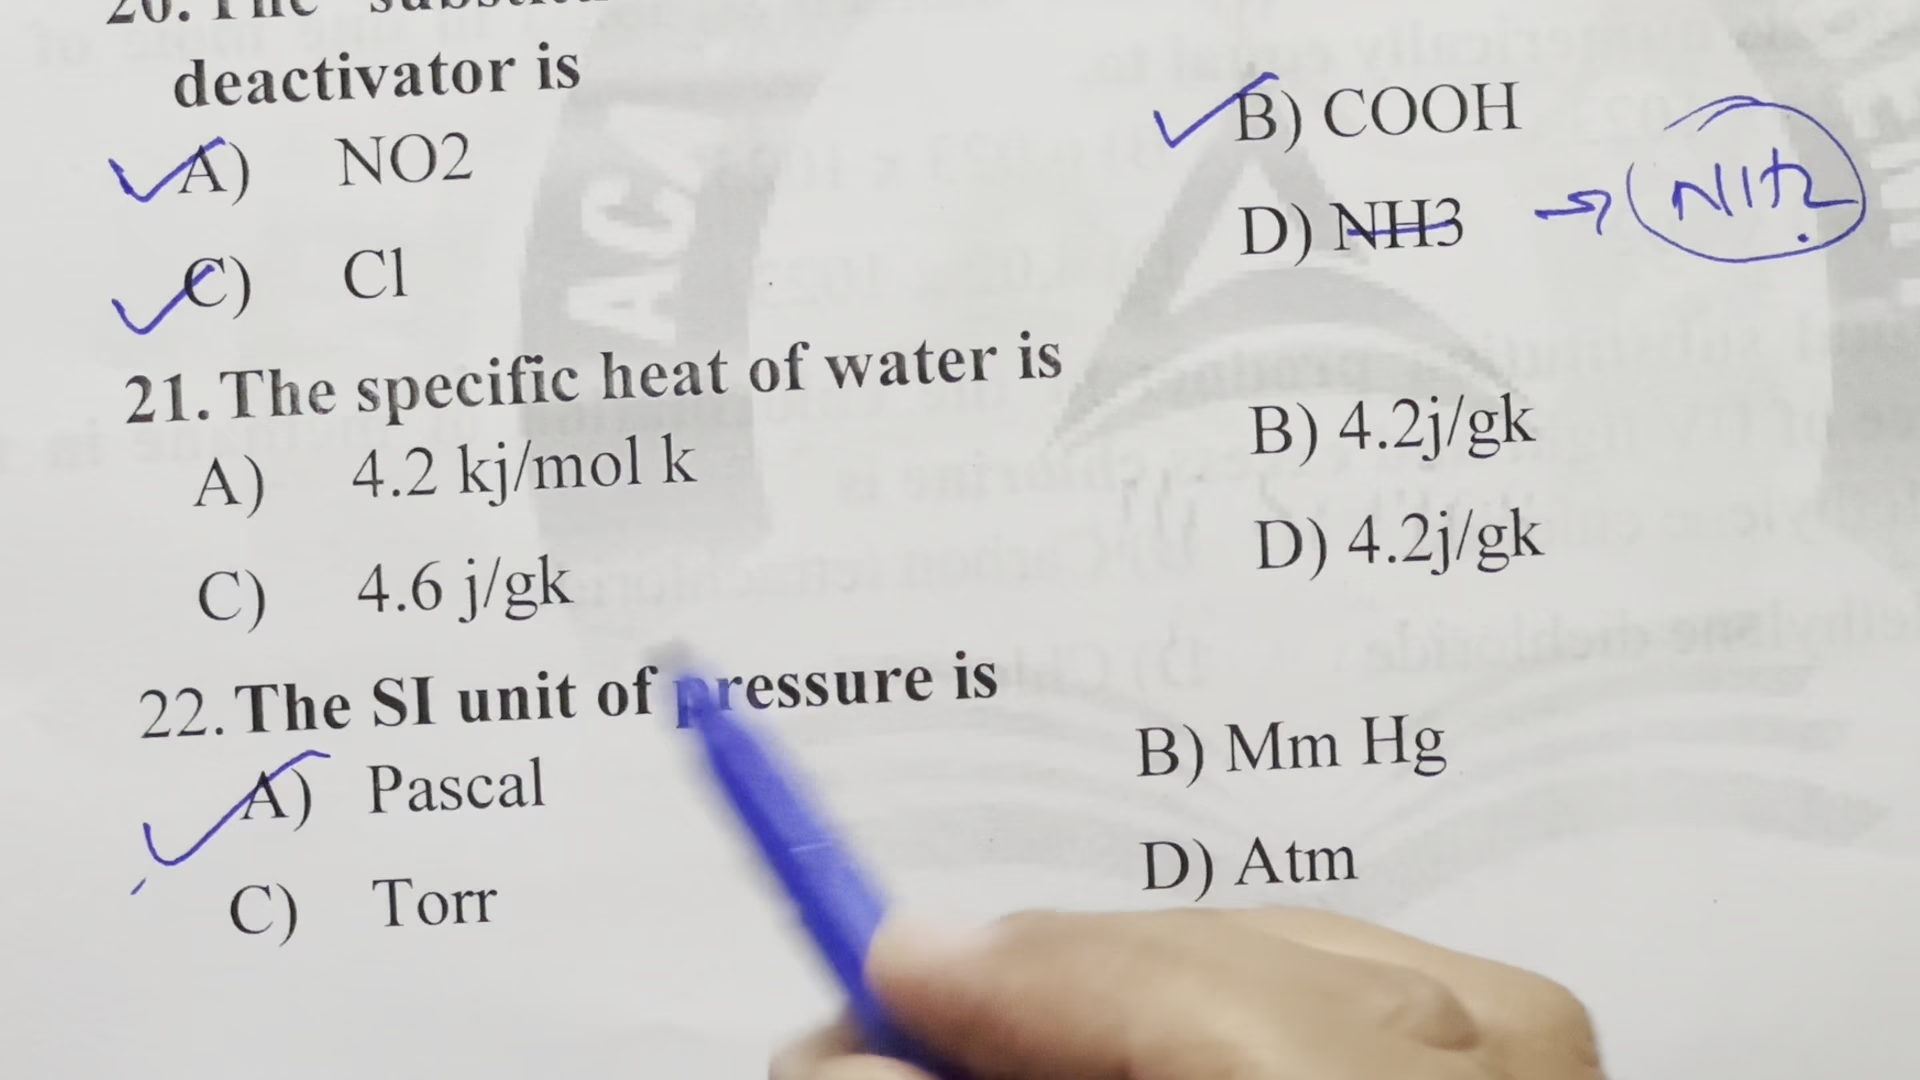 20. The
deactivator is
A) NO2
B) COOH
C) Cl
D) NH3 → NH2
21. The specific heat of water is
A) 4.2 kj/mol k
B) 4.2j/gk
C) 4.6 j/gk
D) 4.2j/gk
22. The SI unit of pressure is
A) Pascal
B) Mm Hg
C) Torr
D) Atm